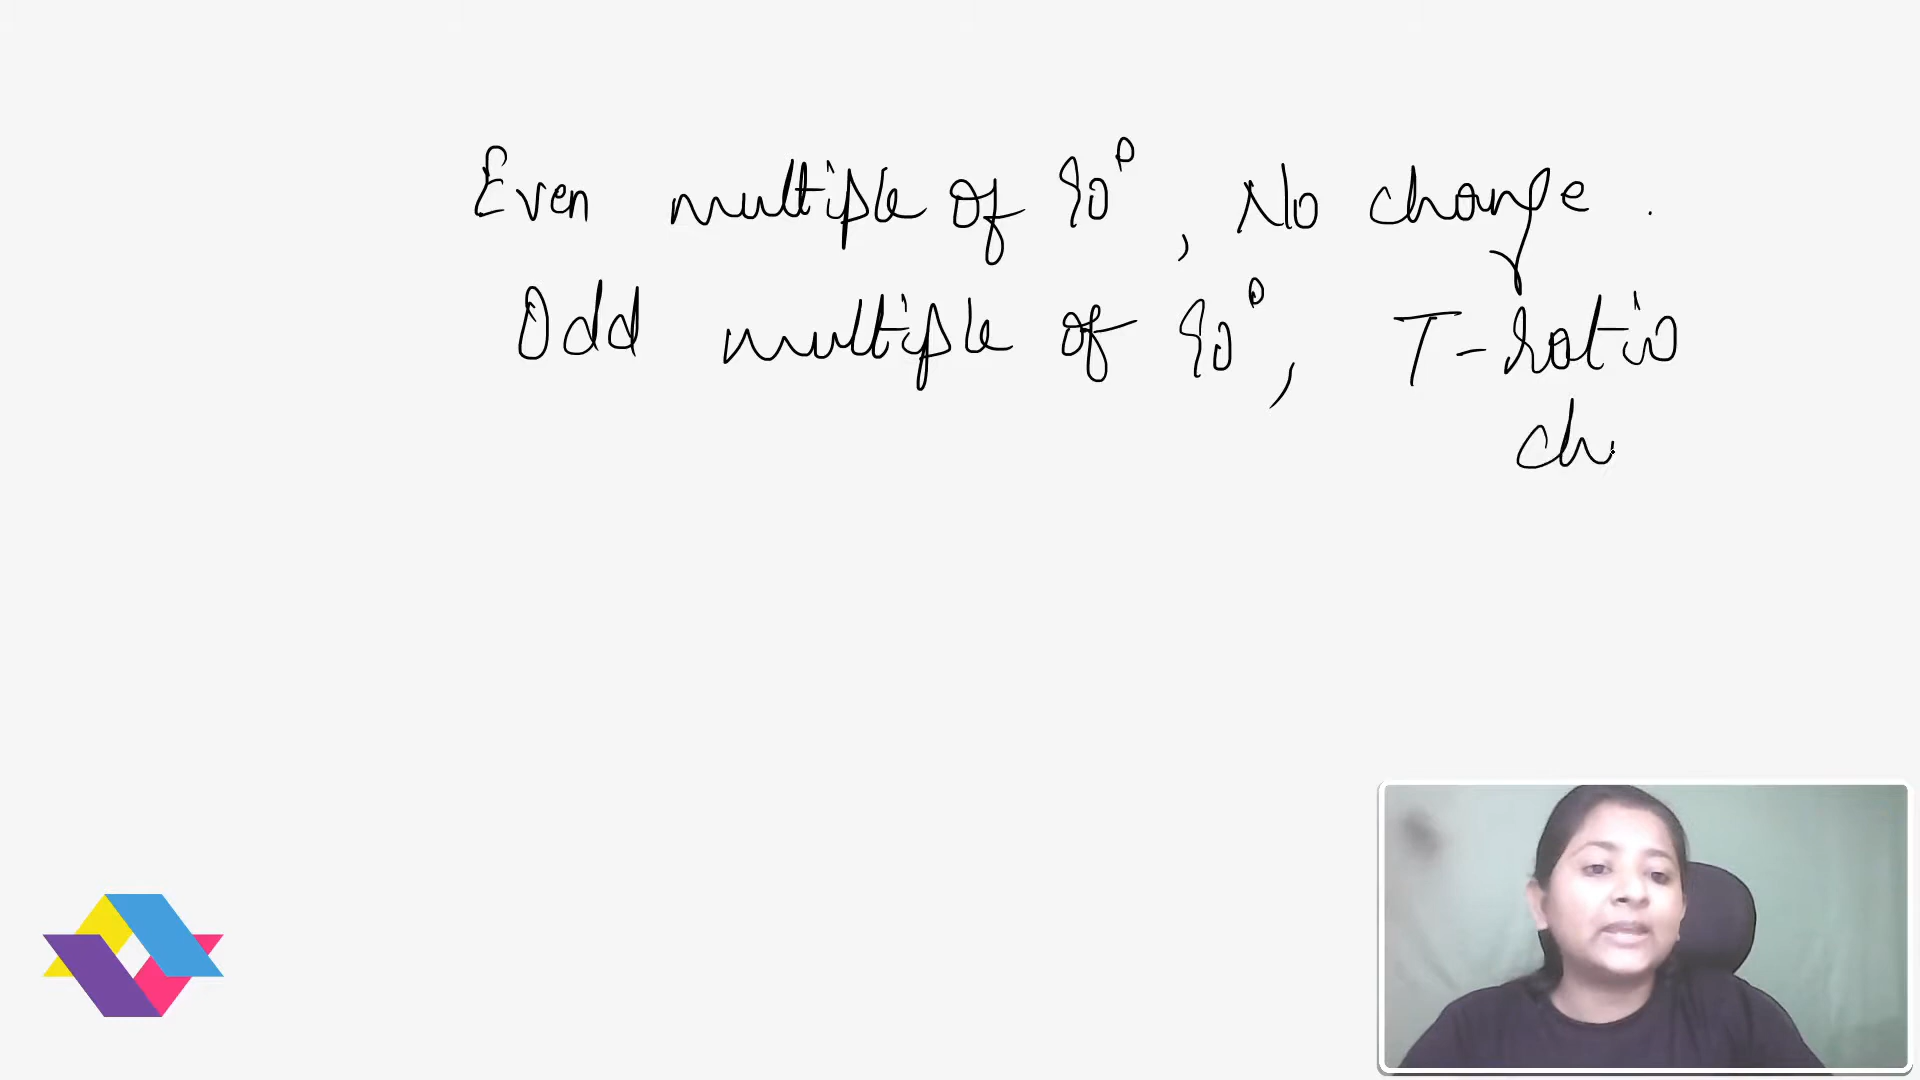 Even multiple of 90°, No change.
Odd multiple of 90°, T-ratio
ch